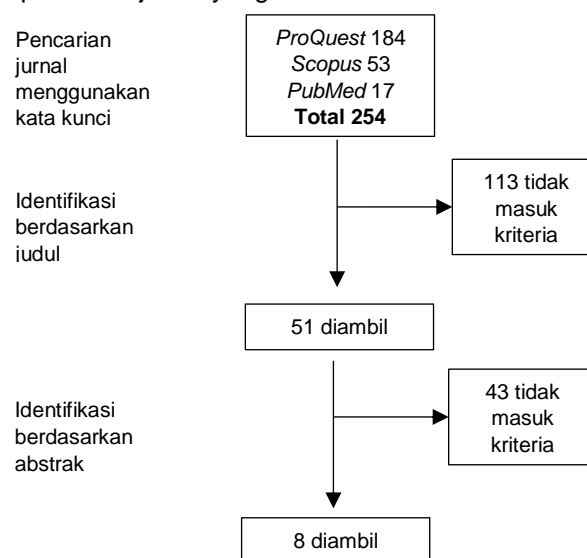 Pencarian
jurnal
menggunakan
kata kunci
ProQuest 184
Scopus 53
PubMed 17
Total 254
113 tidak
masuk
kriteria
Identifikasi
berdasarkan
judul
51 diambil
43 tidak
masuk
kriteria
Identifikasi
berdasarkan
abstrak
8 diambil